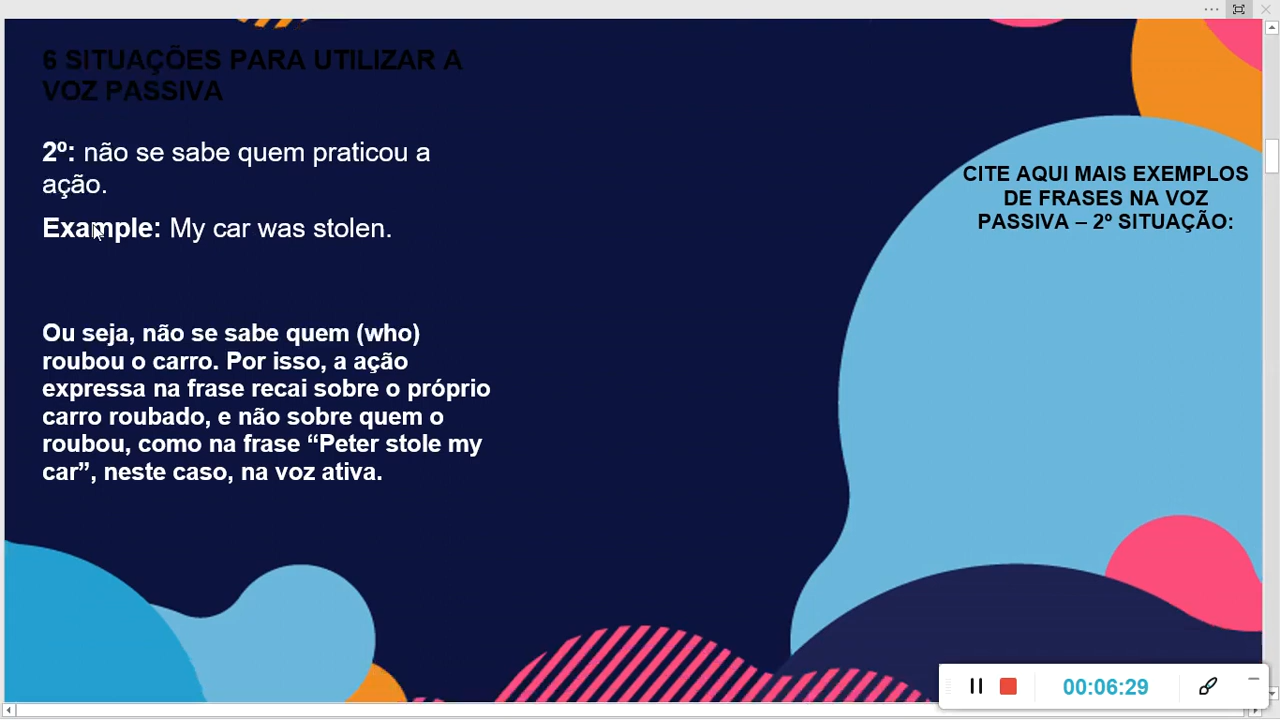 6 SITUAÇÕES PARA UTILIZAR A
VOZ PASSIVA
2º: não se sabe quem praticou a
ação.
Example: My car was stolen.
Ou seja, não se sabe quem (who)
roubou o carro. Por isso, a ação
expressa na frase recai sobre o próprio
carro roubado, e não sobre quem o
roubou, como na frase “Peter stole my
car”, neste caso, na voz ativa.
CITE AQUI MAIS EXEMPLOS
DE FRASES NA VOZ
PASSIVA – 2º SITUAÇÃO:
00:06:29